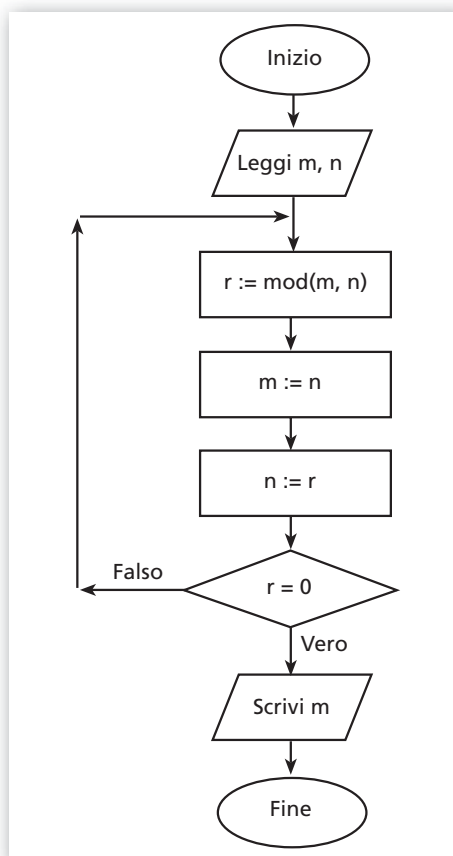 Inizio
Leggi m, n
r := mod(m, n)
m := n
n := r
Falso
r = 0
Vero
Scrivi m
Fine